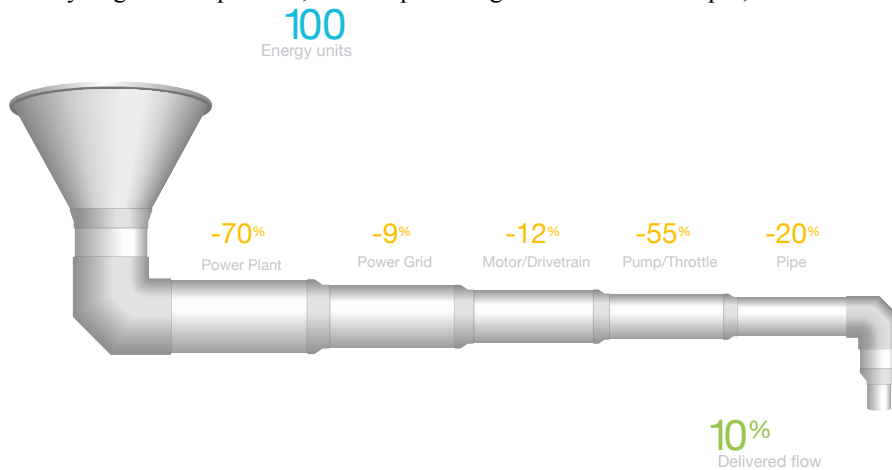 100
Energy units
-70%
-9%
-12%
-55%
-20%
Power Plant
Power Grid
Motor/Drivetrain
Pump/Throttle
Pipe
10%
Delivered flow